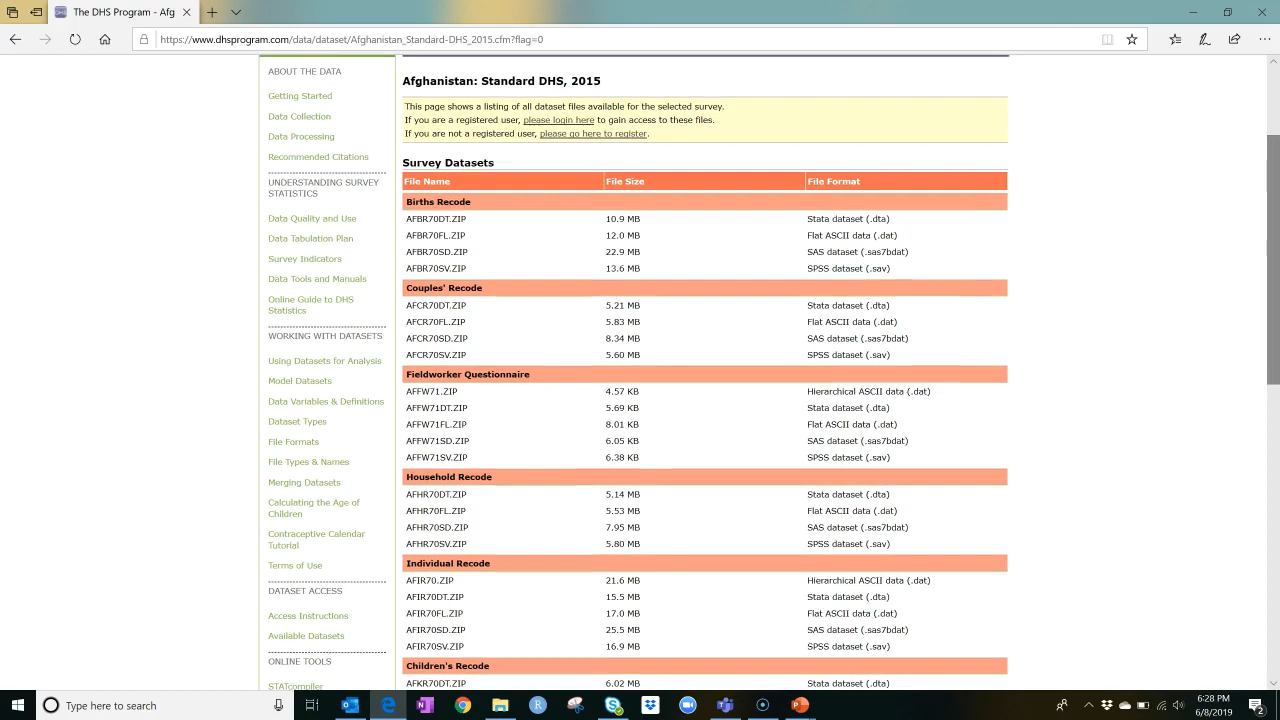 The DHS Program - Afg
https://www.dhsprogram.com/data/dataset/Afghanistan_Standard-DHS_2015.cfm?flag=0
ABOUT THE DATA
Getting Started
Data Collection
Data Processing
Recommended Citations
UNDERSTANDING SURVEY
STATISTICS
Data Quality and Use
Data Tabulation Plan
Survey Indicators
Data Tools and Manuals
Online Guide to DHS
Statistics
WORKING WITH DATASETS
Using Datasets for Analysis
Model Datasets
Data Variables & Definitions
Dataset Types
File Formats
File Types & Names
Merging Datasets
Calculating the Age of
Children
Contraceptive Calendar
Tutorial
Terms of Use
DATASET ACCESS
Access Instructions
Available Datasets
ONLINE TOOLS
STATcompiler
Afghanistan: Standard DHS, 2015
This page shows a listing of all dataset files available for the selected survey.
If you are a registered user, please login here to gain access to these files.
If you are not a registered user, please go here to register.
Survey Datasets
File Name File Size File Format
Births Recode
AFBR70DT.ZIP 10.9 MB Stata dataset (.dta)
AFBR70FL.ZIP 12.0 MB Flat ASCII data (.dat)
AFBR70SD.ZIP 22.9 MB SAS dataset (.sas7bdat)
AFBR70SV.ZIP 13.6 MB SPSS dataset (.sav)
Couples' Recode
AFCR70DT.ZIP 5.21 MB Stata dataset (.dta)
AFCR70FL.ZIP 5.83 MB Flat ASCII data (.dat)
AFCR70SD.ZIP 8.34 MB SAS dataset (.sas7bdat)
AFCR70SV.ZIP 5.60 MB SPSS dataset (.sav)
Fieldworker Questionnaire
AFFW71.ZIP 4.57 KB Hierarchical ASCII data (.dat)
AFFW71DT.ZIP 5.69 KB Stata dataset (.dta)
AFFW71FL.ZIP 8.01 KB Flat ASCII data (.dat)
AFFW71SD.ZIP 6.05 KB SAS dataset (.sas7bdat)
AFFW71SV.ZIP 6.38 KB SPSS dataset (.sav)
Household Recode
AFHR70DT.ZIP 5.14 MB Stata dataset (.dta)
AFHR70FL.ZIP 5.53 MB Flat ASCII data (.dat)
AFHR70SD.ZIP 7.95 MB SAS dataset (.sas7bdat)
AFHR70SV.ZIP 5.80 MB SPSS dataset (.sav)
Individual Recode
AFIR70.ZIP 21.6 MB Hierarchical ASCII data (.dat)
AFIR70DT.ZIP 15.5 MB Stata dataset (.dta)
AFIR70FL.ZIP 17.0 MB Flat ASCII data (.dat)
AFIR70SD.ZIP 25.5 MB SAS dataset (.sas7bdat)
AFIR70SV.ZIP 16.9 MB SPSS dataset (.sav)
Children's Recode
AFKR70DT.ZIP 6.02 MB Stata dataset (.dta)
Type here to search
6:28 PM
6/8/2019